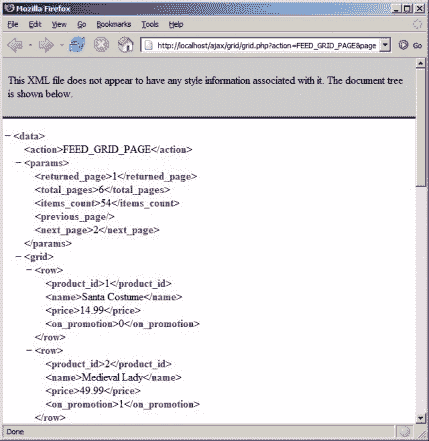 Mozilla Firefox
File Edit View Go Bookmarks Tools Help
http://localhost/ajax/grid/grid.php?action=FEED_GRID_PAGE&page Go
This XML file does not appear to have any style information associated with it. The document tree
is shown below.
− <data>
<action>FEED_GRID_PAGE</action>
− <params>
<returned_page>1</returned_page>
<total_pages>6</total_pages>
<items_count>54</items_count>
<previous_page/>
<next_page>2</next_page>
</params>
− <grid>
− <row>
<product_id>1</product_id>
<name>Santa Costume</name>
<price>14.99</price>
<on_promotion>0</on_promotion>
</row>
− <row>
<product_id>2</product_id>
<name>Medieval Lady</name>
<price>49.99</price>
<on_promotion>1</on_promotion>
</row>
Done